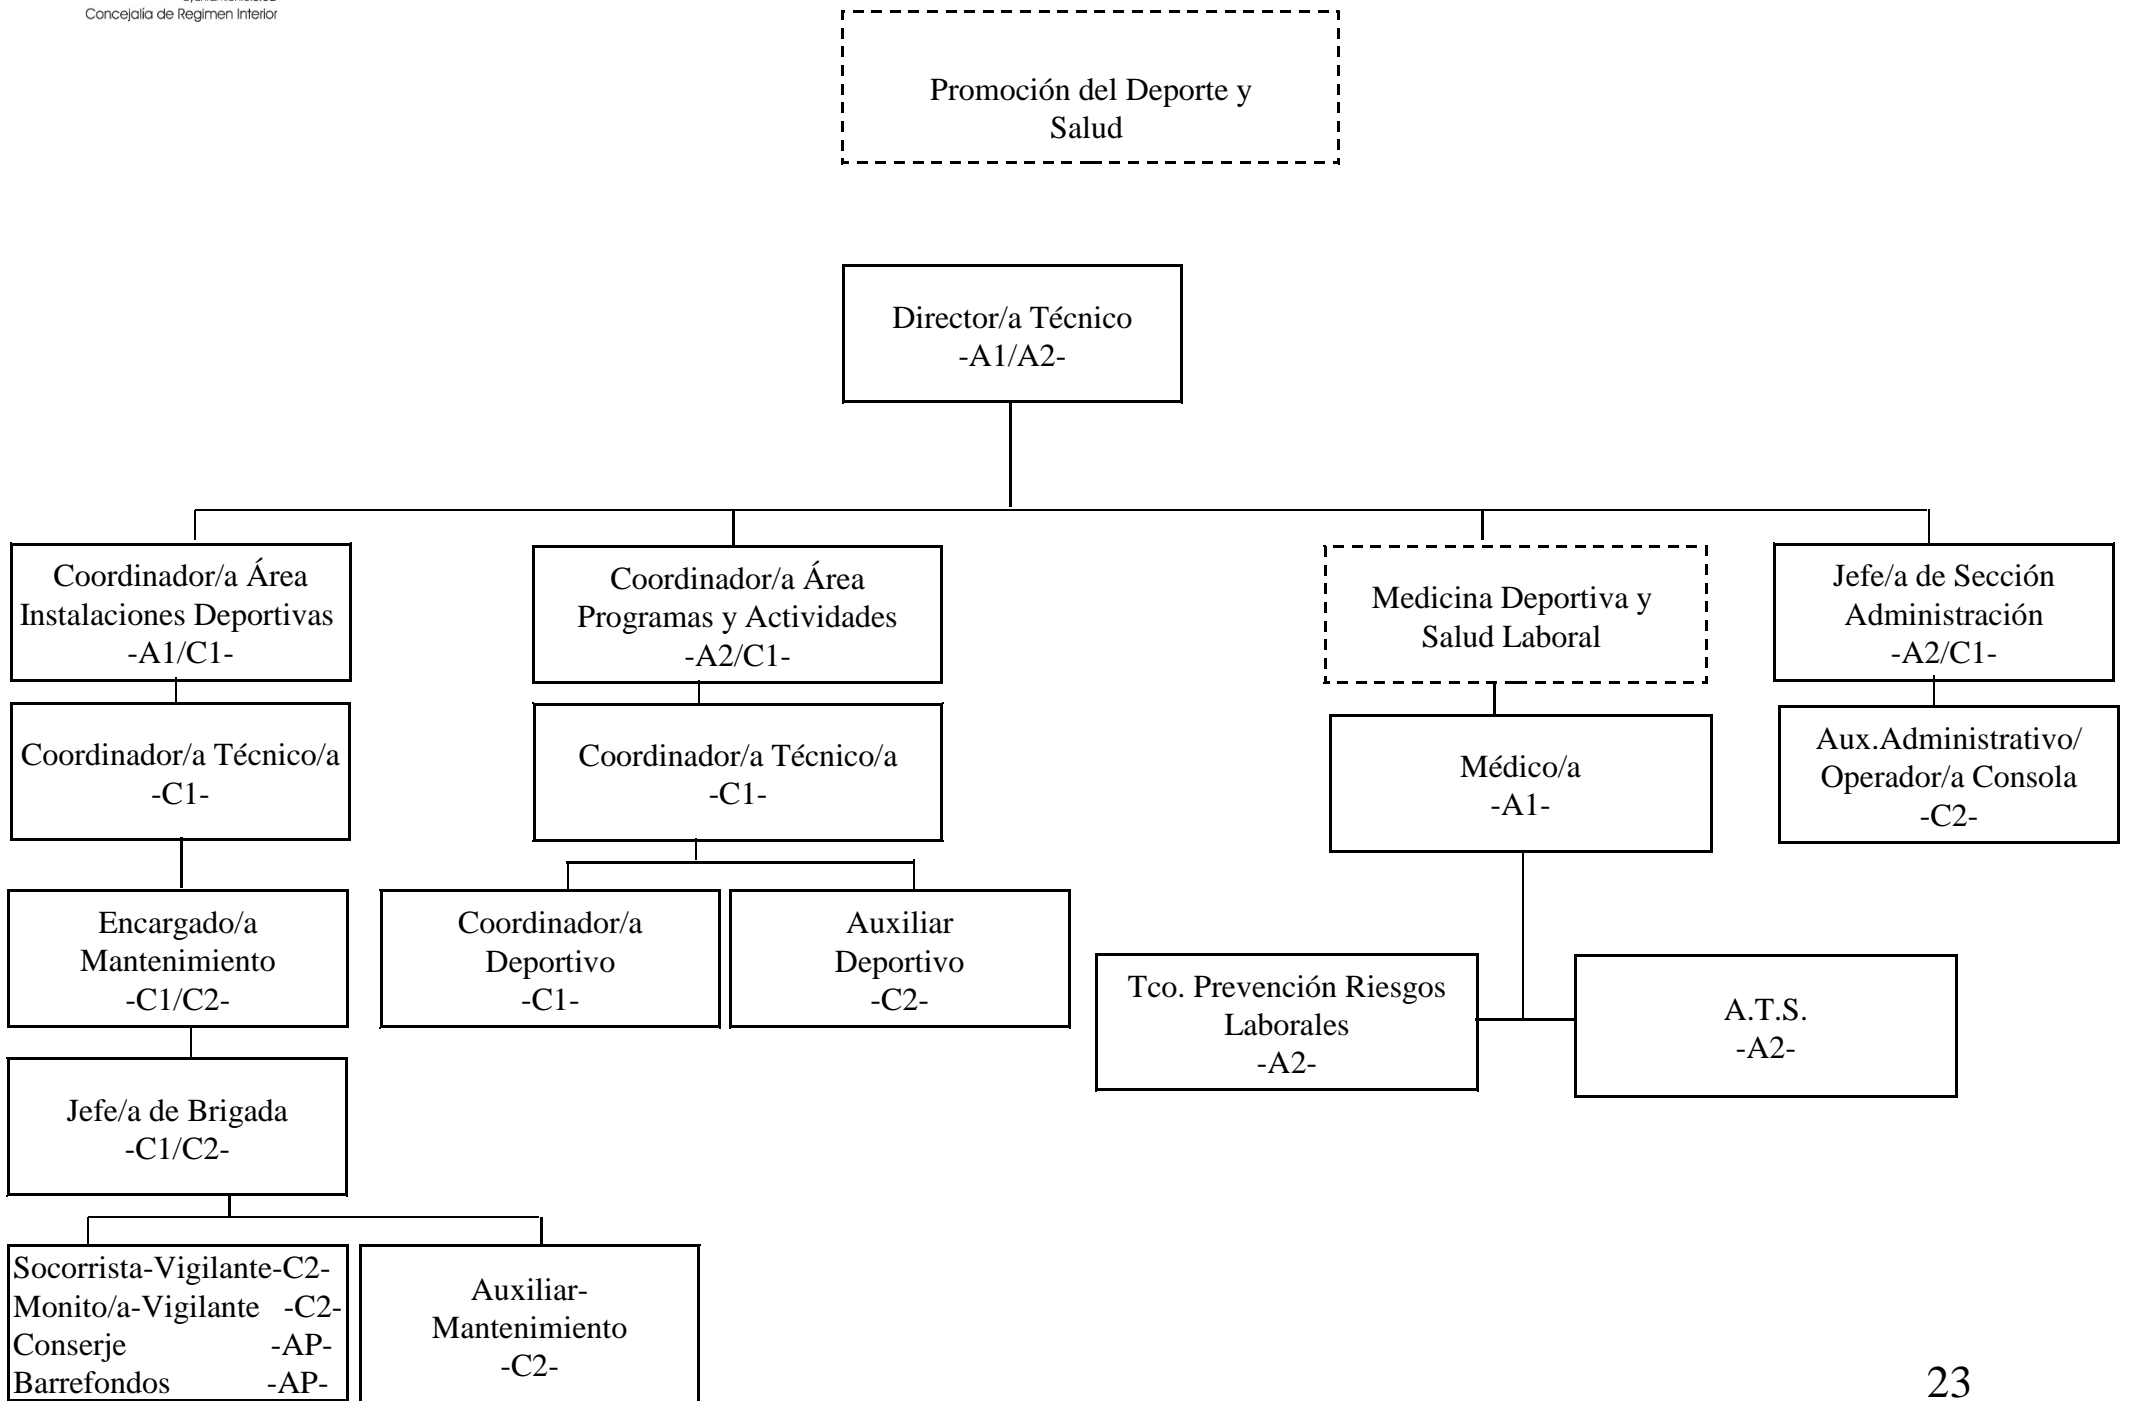 Concejalía de Regimen Interior
Promoción del Deporte y
Salud
Director/a Técnico
-A1/A2-
Coordinador/a Área
Instalaciones Deportivas
-A1/C1-
Coordinador/a Área
Programas y Actividades
-A2/C1-
Medicina Deportiva y
Salud Laboral
Jefe/a de Sección
Administración
-A2/C1-
Coordinador/a Técnico/a
-C1-
Coordinador/a Técnico/a
-C1-
Médico/a
-A1-
Aux.Administrativo/
Operador/a Consola
-C2-
Encargado/a
Mantenimiento
-C1/C2-
Coordinador/a
Deportivo
-C1-
Auxiliar
Deportivo
-C2-
Tco. Prevención Riesgos
Laborales
-A2-
A.T.S.
-A2-
Jefe/a de Brigada
-C1/C2-
Socorrista-Vigilante-C2-
Monito/a-Vigilante -C2-
Conserje -AP-
Barrefondos -AP-
Auxiliar-
Mantenimiento
-C2-
23